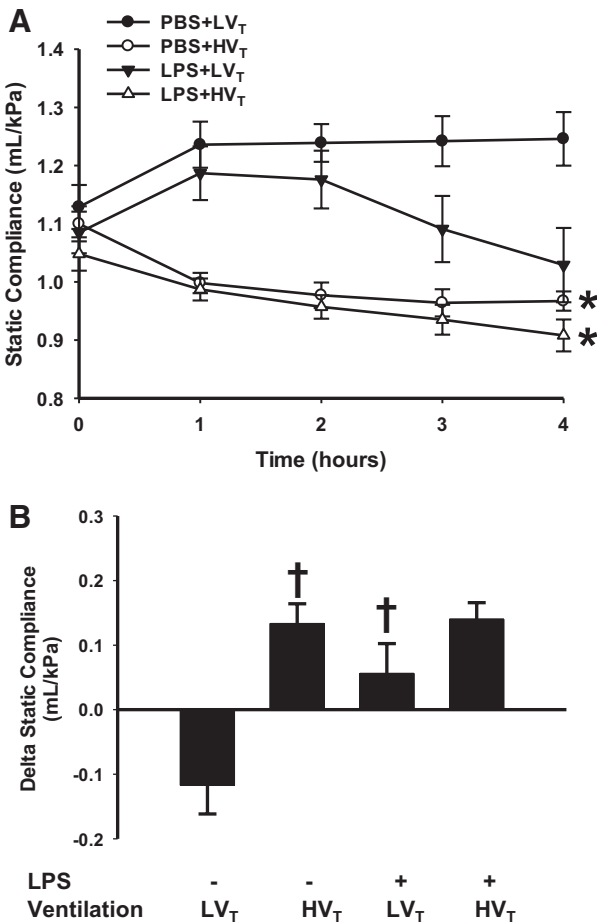 A
PBS+LVT
PBS+HVT
LPS+LVT
LPS+HVT
Static Compliance (mL/kPa)
1.4
1.3
1.2
1.1
1.0
0.9
0.8
*
*
0 1 2 3 4
Time (hours)
B
Delta Static Compliance
(mL/kPa)
0.3
0.2
0.1
0.0
-0.1
-0.2
† †
LPS - - + +
Ventilation LVT HVT LVT HVT